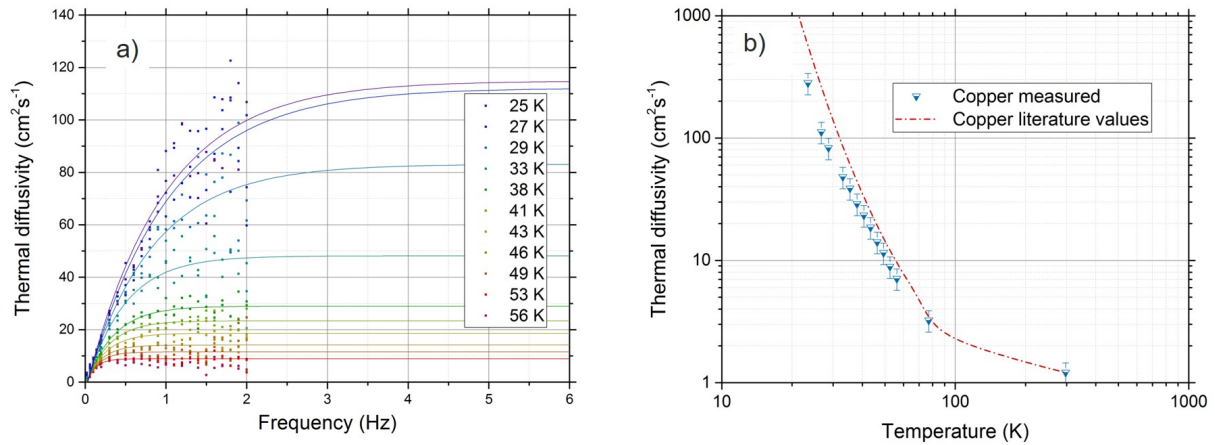 a)
Thermal diffusivity (cm²s⁻¹)
140
120
100
80
60
40
20
0
0 1 2 3 4 5 6
Frequency (Hz)
25 K
27 K
29 K
33 K
38 K
41 K
43 K
46 K
49 K
53 K
56 K
b)
Thermal diffusivity (cm²s⁻¹)
1000
100
10
1
10 100 1000
Temperature (K)
Copper measured
Copper literature values